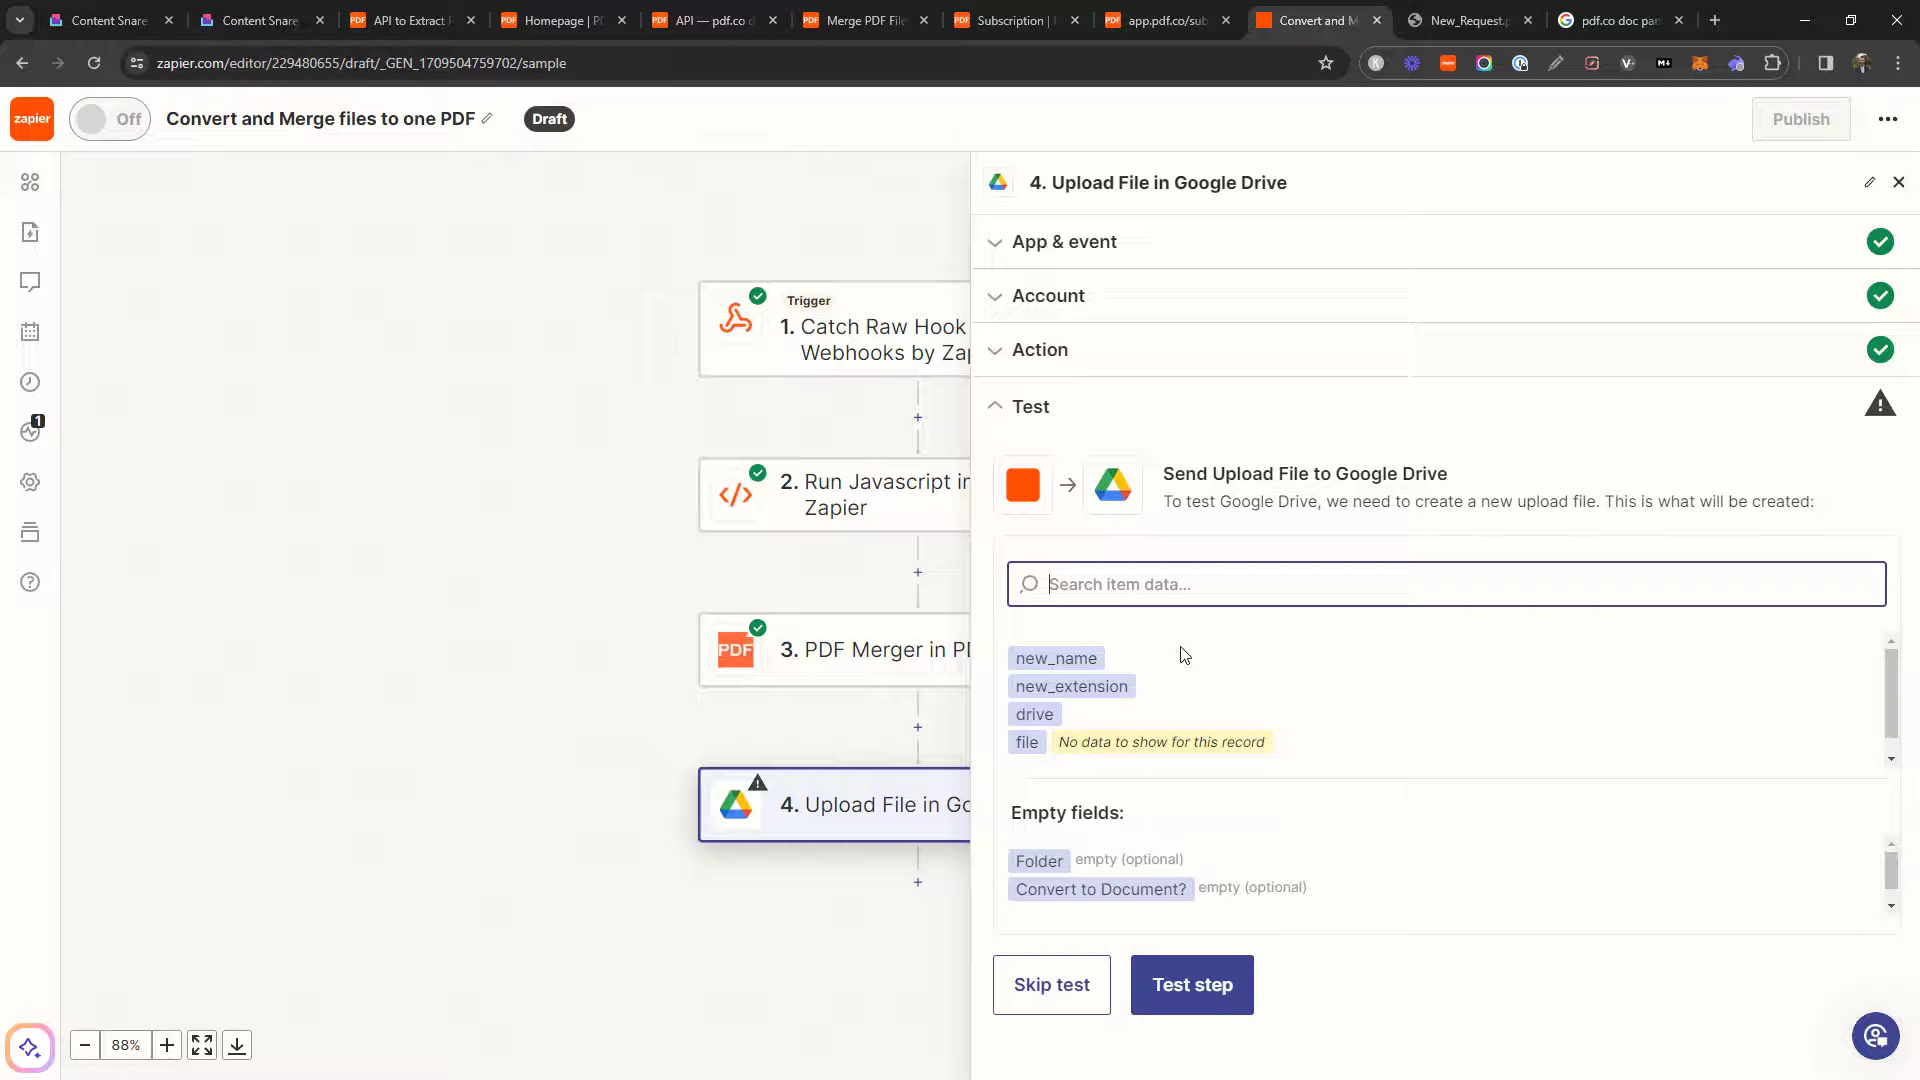 Content Snare
Content Snare
API to Extract
Homepage | P
API — pdf.co d
Merge PDF File
Subscription |
app.pdf.co/sub
Convert and M
New_Request.p
pdf.co doc par
zapier.com/editor/229480655/draft/_GEN_1709504759702/sample
zapier
Off
Convert and Merge files to one PDF
Draft
Publish
1
Trigger
1. Catch Raw Hook
Webhooks by Zap
2. Run Javascript in
Zapier
PDF
3. PDF Merger in PD
4. Upload File in Go
88%
4. Upload File in Google Drive
App & event
Account
Action
Test
Send Upload File to Google Drive
To test Google Drive, we need to create a new upload file. This is what will be created:
Search item data...
new_name
new_extension
drive
file No data to show for this record
Empty fields:
Folder empty (optional)
Convert to Document? empty (optional)
Skip test
Test step